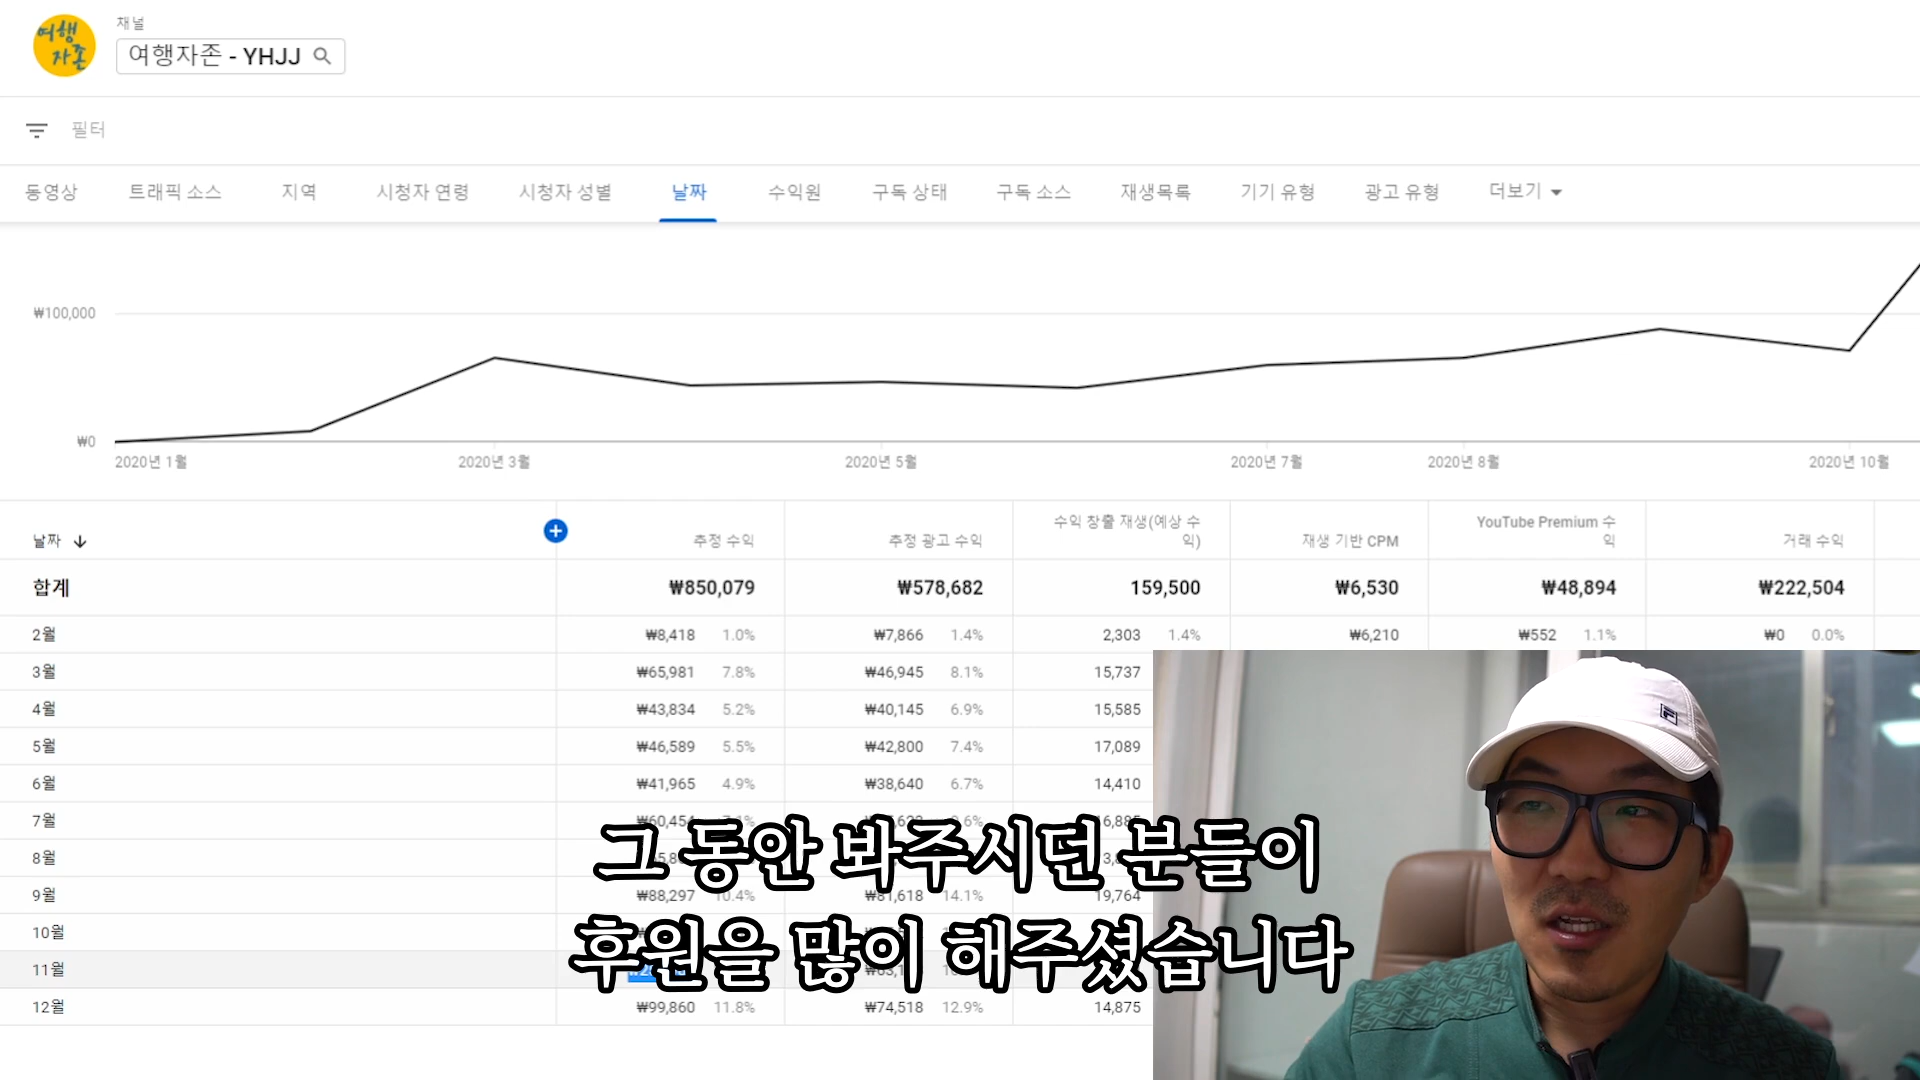 여행
자존
채널
여행자존 - YHJJ
필터
동영상 트래픽 소스 지역 시청자 연령 시청자 성별 날짜 수익원 구독 상태 구독 소스 재생목록 기기 유형 광고 유형 더보기
₩100,000
₩0
2020년 1월 2020년 3월 2020년 5월 2020년 7월 2020년 8월 2020년 10월
날짜 추정 수익 추정 광고 수익 수익 창출 재생(예상 수익) 재생 기반 CPM YouTube Premium 수익 거래 수익
합계 ₩850,079 ₩578,682 159,500 ₩6,530 ₩48,894 ₩222,504
2월 ₩8,418 1.0% ₩7,866 1.4% 2,303 1.4% ₩6,210 ₩552 1.1% ₩0 0.0%
3월 ₩65,981 7.8% ₩46,945 8.1% 15,737
4월 ₩43,834 5.2% ₩40,145 6.9% 15,585
5월 ₩46,589 5.5% ₩42,800 7.4% 17,089
6월 ₩41,965 4.9% ₩38,640 6.7% 14,410
7월 ₩60,454
8월
9월 ₩88,297 10.4% ₩81,618 14.1% 19,764
10월
11월
12월 ₩99,860 11.8% ₩74,518 12.9% 14,875
그 동안 봐주시던 분들이
후원을 많이 해주셨습니다